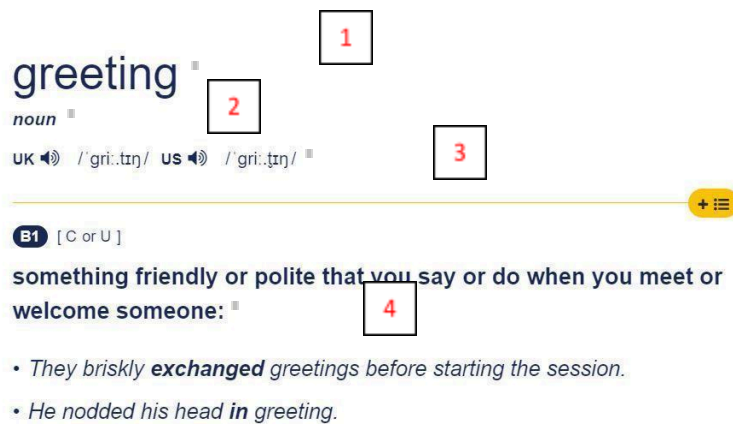 1
greeting
2
noun
UK /ˈɡriː.tɪŋ/ US /ˈɡriː.t̬ɪŋ/
3
B1 [ C or U ]
something friendly or polite that you say or do when you meet or
welcome someone:
4
• They briskly exchanged greetings before starting the session.
• He nodded his head in greeting.